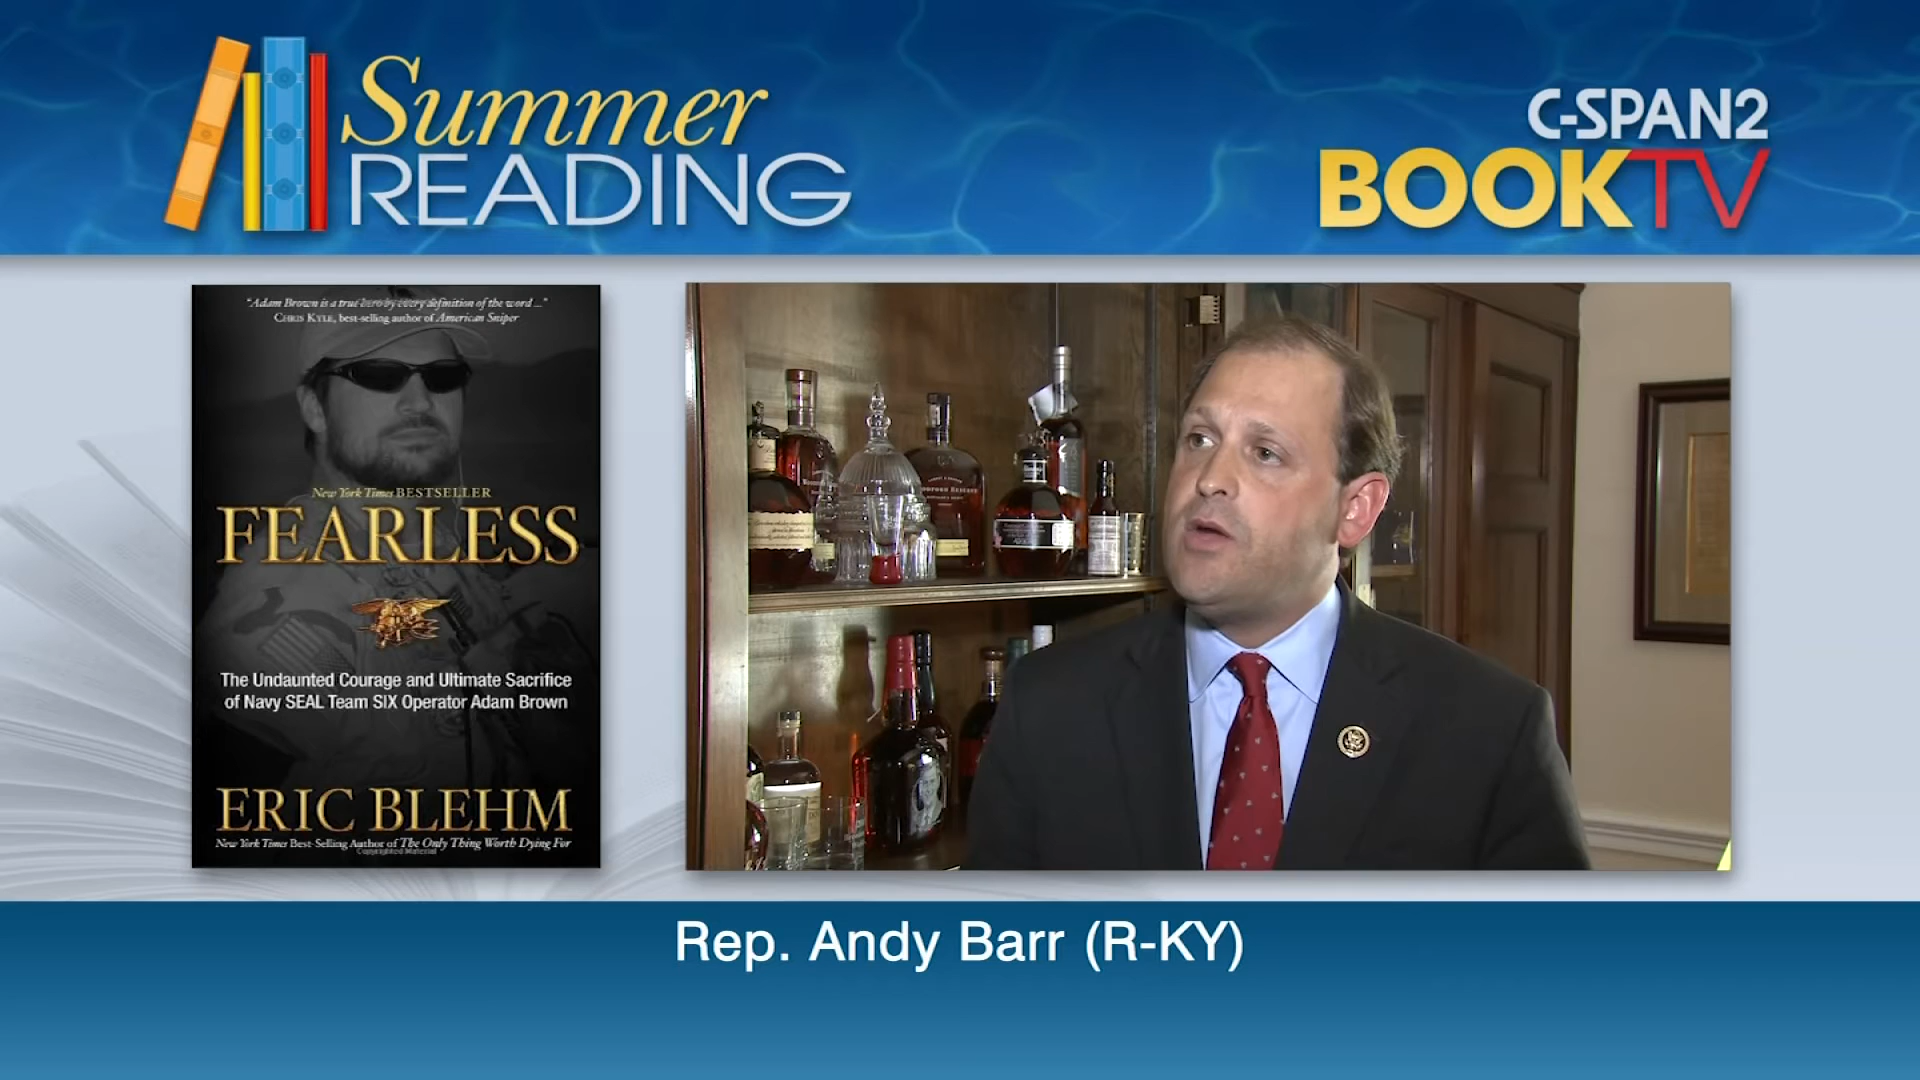 Summer
READING
C-SPAN2
BOOKTV
"Adam Brown is a true hero by every definition of the word ..."
CHRIS KYLE, best-selling author of American Sniper
New York Times BESTSELLER
FEARLESS
The Undaunted Courage and Ultimate Sacrifice
of Navy SEAL Team SIX Operator Adam Brown
ERIC BLEHM
New York Times Best-Selling Author of The Only Thing Worth Dying For
Copyrighted Material
Rep. Andy Barr (R-KY)